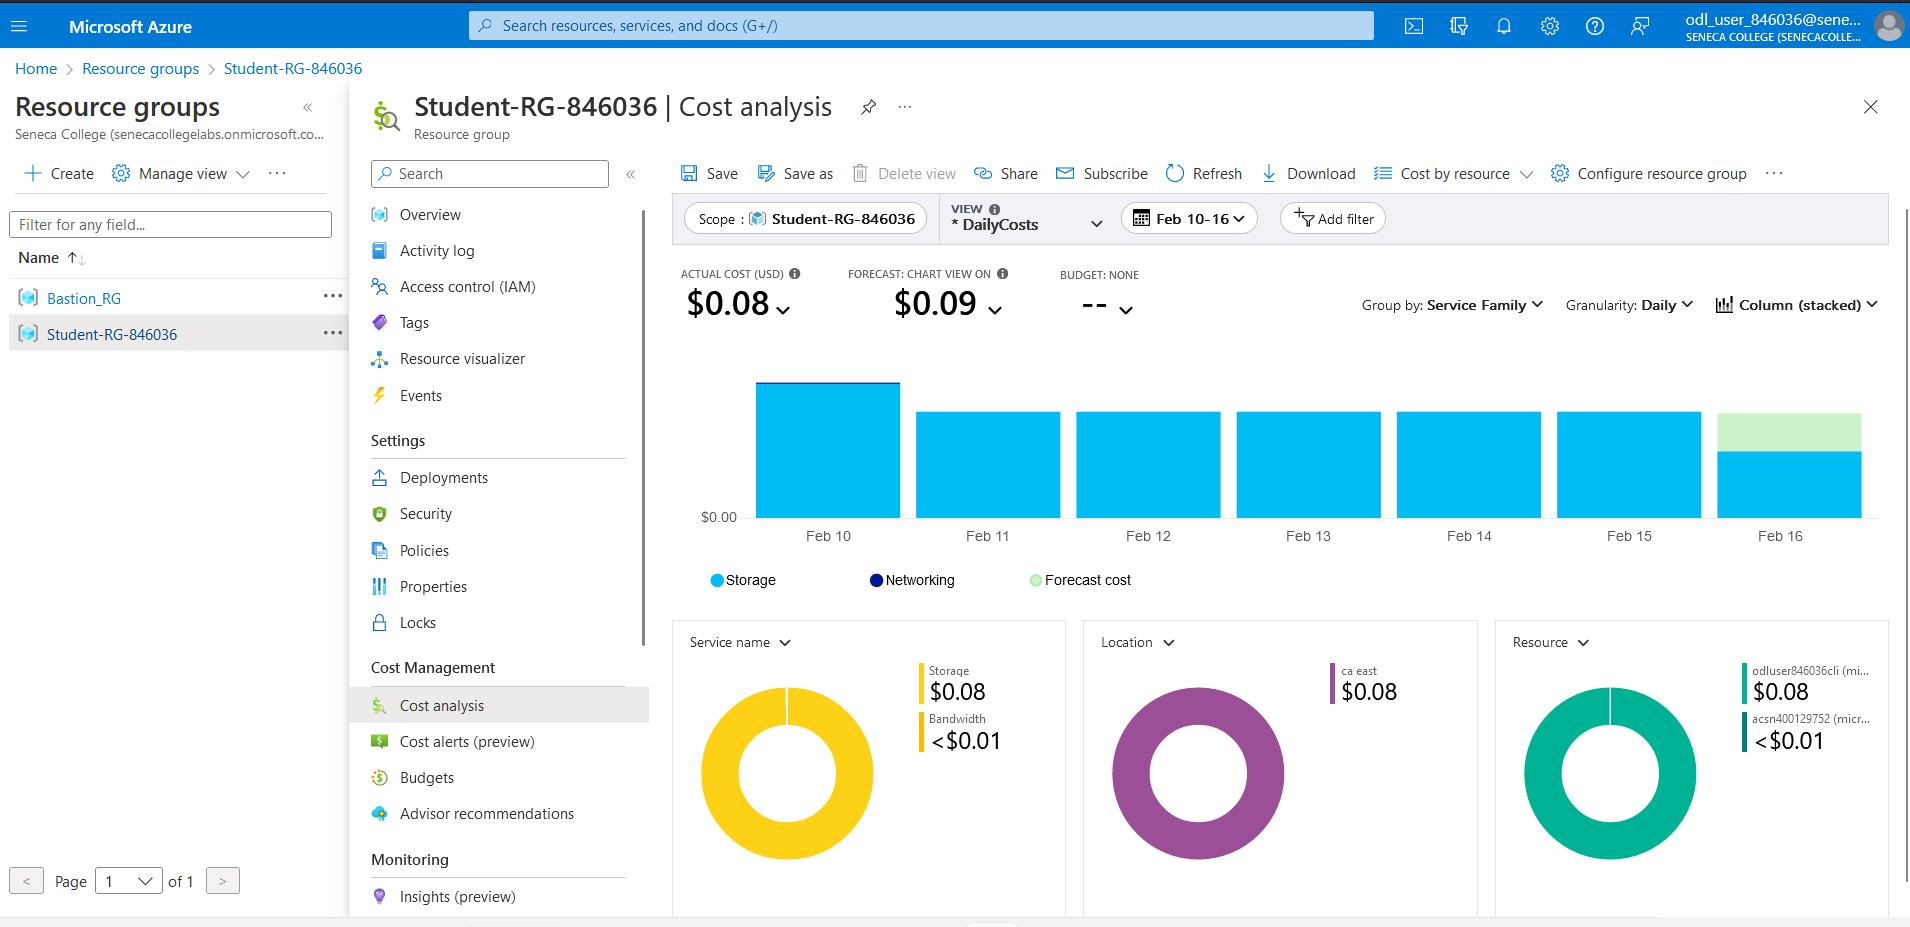 Microsoft Azure
Search resources, services, and docs (G+/)
odl_user_846036@sene...
SENECA COLLEGE (SENECACOLLE...
Home > Resource groups > Student-RG-846036
Resource groups «
Seneca College (senecacollegelabs.onmicrosoft.co...
Create Manage view ...
Filter for any field...
Name ↑↓
Bastion_RG ...
Student-RG-846036 ...
< Page 1 of 1 >
Student-RG-846036 | Cost analysis ...
Resource group
Search «
Overview
Activity log
Access control (IAM)
Tags
Resource visualizer
Events
Settings
Deployments
Security
Policies
Properties
Locks
Cost Management
Cost analysis
Cost alerts (preview)
Budgets
Advisor recommendations
Monitoring
Insights (preview)
Save Save as Delete view Share Subscribe Refresh Download Cost by resource Configure resource group ...
Scope : Student-RG-846036
VIEW
* DailyCosts
Feb 10-16
Add filter
ACTUAL COST (USD)
$0.08
FORECAST: CHART VIEW ON
$0.09
BUDGET: NONE
--
Group by: Service Family Granularity: Daily Column (stacked)
$0.00
Feb 10 Feb 11 Feb 12 Feb 13 Feb 14 Feb 15 Feb 16
Storage Networking Forecast cost
Service name
Storage
$0.08
Bandwidth
<$0.01
Location
ca east
$0.08
Resource
odluser846036cli (mi...
$0.08
acsn400129752 (micr...
<$0.01